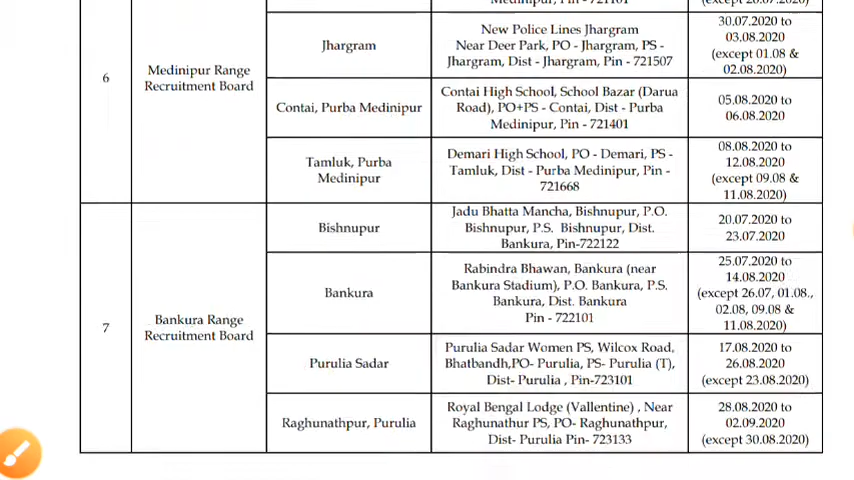 Medinipur, Pin - 721101
(except 26.07.2020)
6
Medinipur Range
Recruitment Board
Jhargram
New Police Lines Jhargram
Near Deer Park, PO - Jhargram, PS -
Jhargram, Dist - Jhargram, Pin - 721507
30.07.2020 to
03.08.2020
(except 01.08 &
02.08.2020)
Contai, Purba Medinipur
Contai High School, School Bazar (Darua
Road), PO+PS - Contai, Dist - Purba
Medinipur, Pin - 721401
05.08.2020 to
06.08.2020
Tamluk, Purba
Medinipur
Demari High School, PO - Demari, PS -
Tamluk, Dist - Purba Medinipur, Pin -
721668
08.08.2020 to
12.08.2020
(except 09.08 &
11.08.2020)
7
Bankura Range
Recruitment Board
Bishnupur
Jadu Bhatta Mancha, Bishnupur, P.O.
Bishnupur, P.S. Bishnupur, Dist.
Bankura, Pin-722122
20.07.2020 to
23.07.2020
Bankura
Rabindra Bhawan, Bankura (near
Bankura Stadium), P.O. Bankura, P.S.
Bankura, Dist. Bankura
Pin - 722101
25.07.2020 to
14.08.2020
(except 26.07, 01.08.,
02.08, 09.08 &
11.08.2020)
Purulia Sadar
Purulia Sadar Women PS, Wilcox Road,
Bhatbandh,PO- Purulia, PS- Purulia (T),
Dist- Purulia , Pin-723101
17.08.2020 to
26.08.2020
(except 23.08.2020)
Raghunathpur, Purulia
Royal Bengal Lodge (Vallentine) , Near
Raghunathur PS, PO- Raghunathpur,
Dist- Purulia Pin- 723133
28.08.2020 to
02.09.2020
(except 30.08.2020)